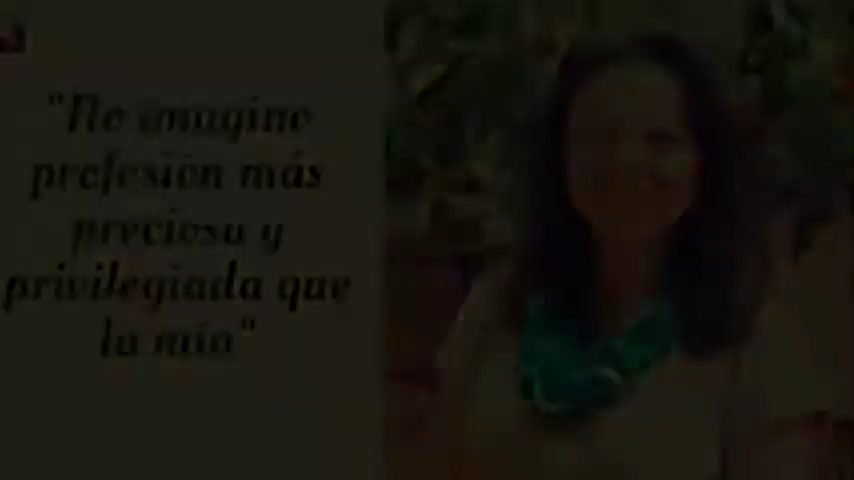 "No imagino
profesión más
preciosa y
privilegiada que
la mía"